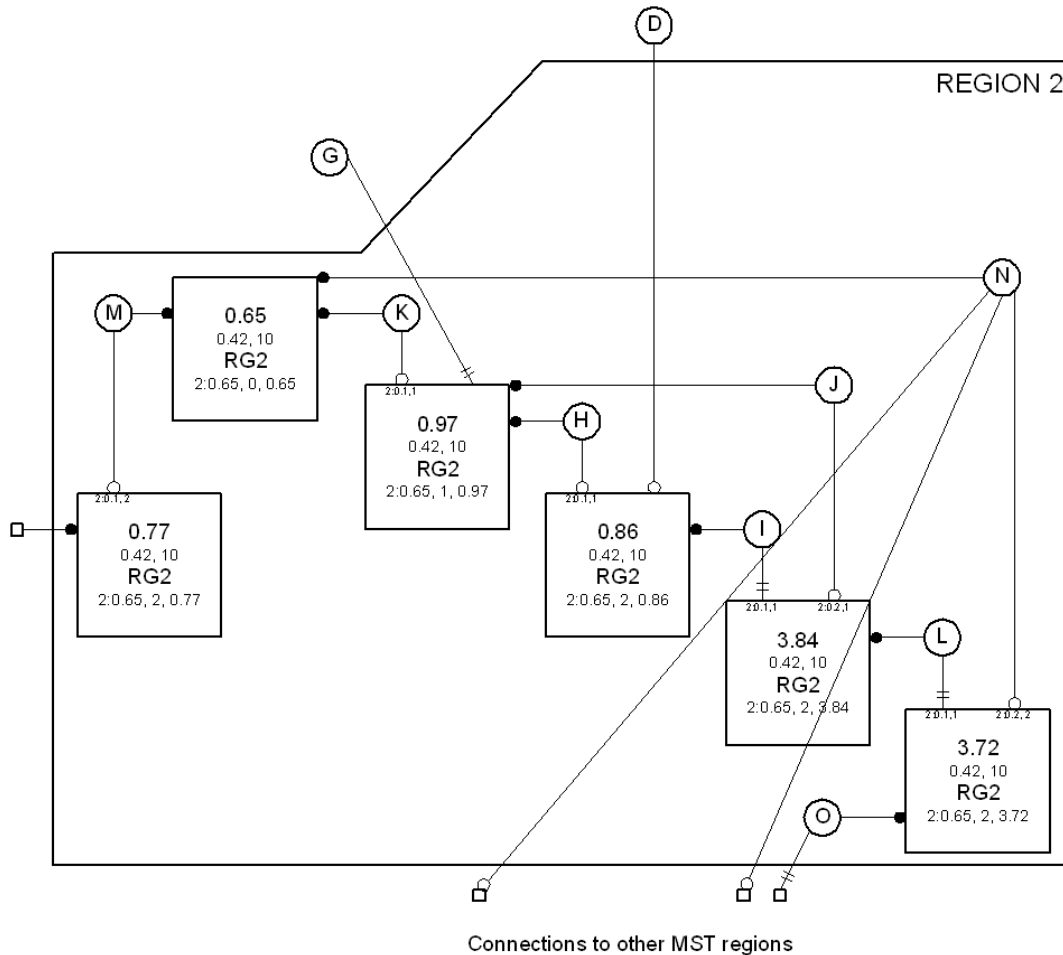 D
REGION 2
G
N
M
0.65
0.42, 10
RG2
2:0.65, 0, 0.65
K
2:0.1,1
J
0.97
0.42, 10
RG2
2:0.65, 1, 0.97
H
2:0.1,2
0.77
0.42, 10
RG2
2:0.65, 2, 0.77
2:0.1,1
0.86
0.42, 10
RG2
2:0.65, 2, 0.86
I
2:0.1,1
2:0.2,1
3.84
0.42, 10
RG2
2:0.65, 2, 3.84
L
2:0.1,1
2:0.2,2
3.72
0.42, 10
RG2
2:0.65, 2, 3.72
O
Connections to other MST regions